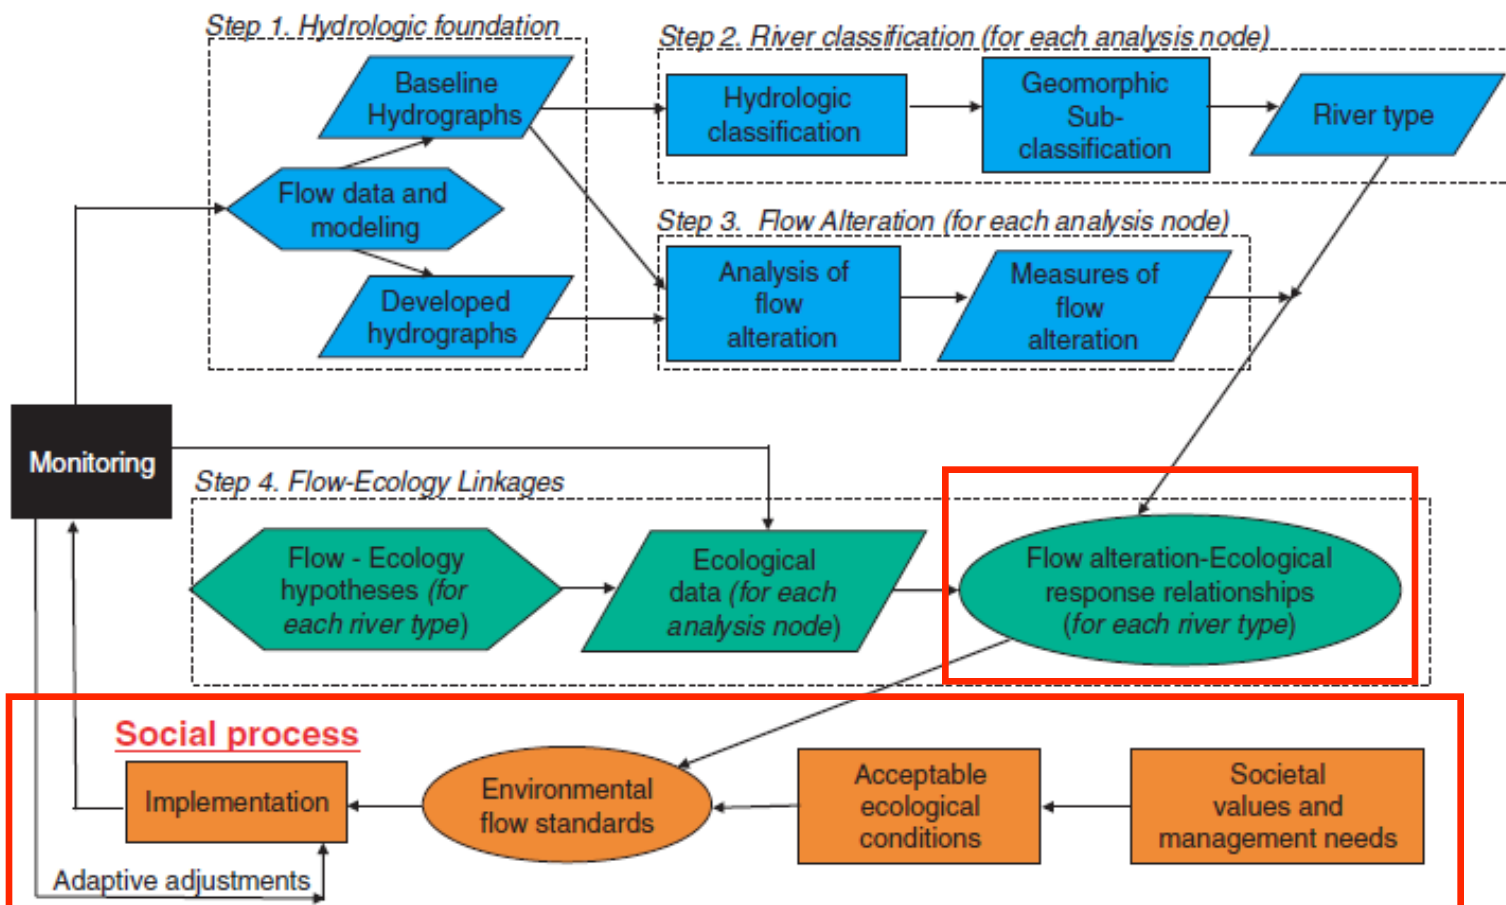 Step 1. Hydrologic foundation
Baseline
Hydrographs
Flow data and
modeling
Developed
hydrographs
Step 2. River classification (for each analysis node)
Hydrologic
classification
Geomorphic
Sub-
classification
River type
Step 3. Flow Alteration (for each analysis node)
Analysis of
flow
alteration
Measures of
flow
alteration
Monitoring
Step 4. Flow-Ecology Linkages
Flow - Ecology
hypotheses (for
each river type)
Ecological
data (for each
analysis node)
Flow alteration-Ecological
response relationships
(for each river type)
Social process
Implementation
Environmental
flow standards
Acceptable
ecological
conditions
Societal
values and
management needs
Adaptive adjustments